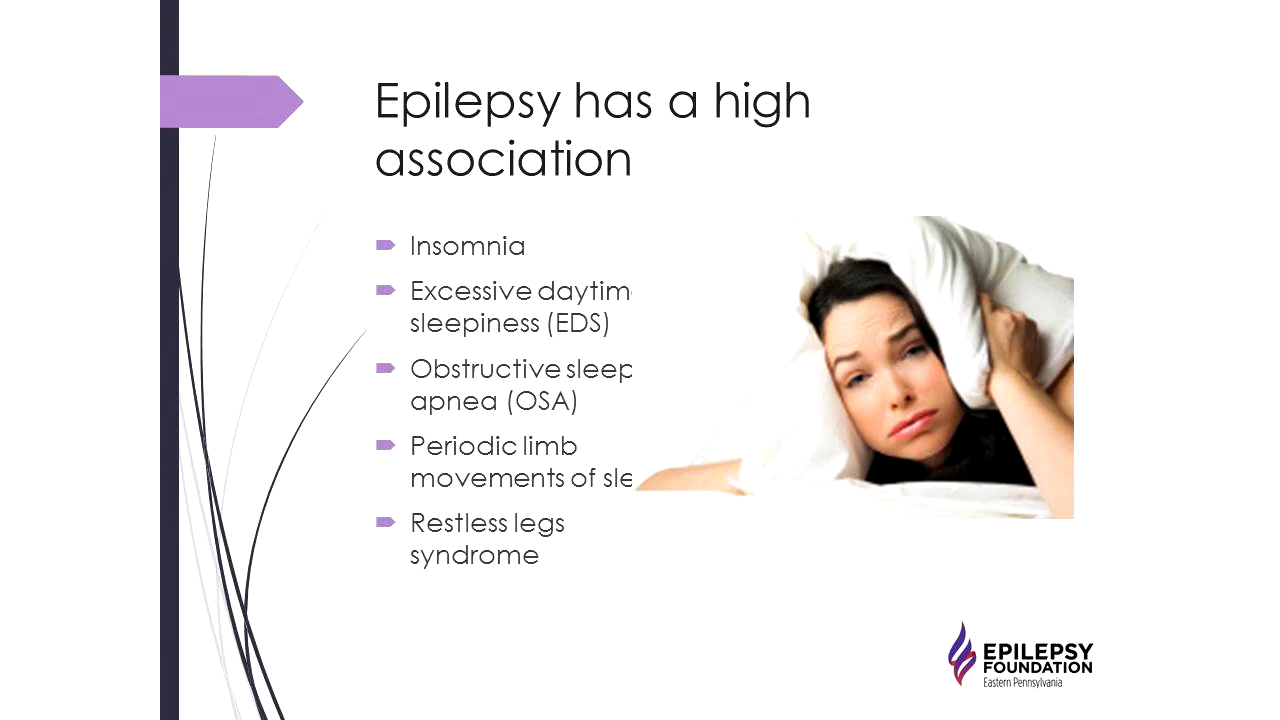 Epilepsy has a high
association
Insomnia
Excessive daytim
sleepiness (EDS)
Obstructive sleep
apnea (OSA)
Periodic limb
movements of sle
Restless legs
syndrome
EPILEPSY
FOUNDATION
Eastern Pennsylvania